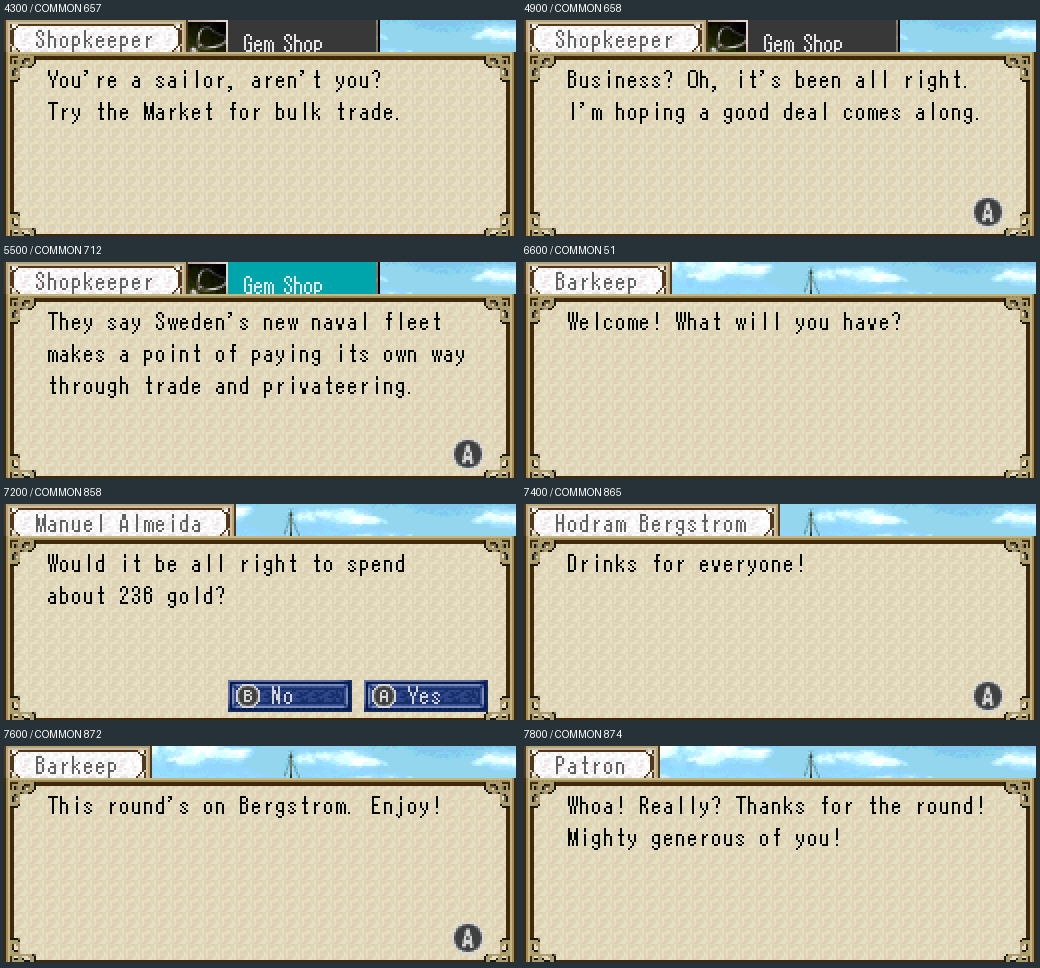 4300 / COMMON 657
Shopkeeper
Gem Shop
You're a sailor, aren't you?
Try the Market for bulk trade.
4900 / COMMON 658
Shopkeeper
Gem Shop
Business? Oh, it's been all right.
I'm hoping a good deal comes along.
A
5500 / COMMON 712
Shopkeeper
Gem Shop
They say Sweden's new naval fleet
makes a point of paying its own way
through trade and privateering.
A
6600 / COMMON 51
Barkeep
Welcome! What will you have?
7200 / COMMON 858
Manuel Almeida
Would it be all right to spend
about 236 gold?
B No
A Yes
7400 / COMMON 865
Hodram Bergstrom
Drinks for everyone!
A
7600 / COMMON 872
Barkeep
This round's on Bergstrom. Enjoy!
A
7800 / COMMON 874
Patron
Whoa! Really? Thanks for the round!
Mighty generous of you!